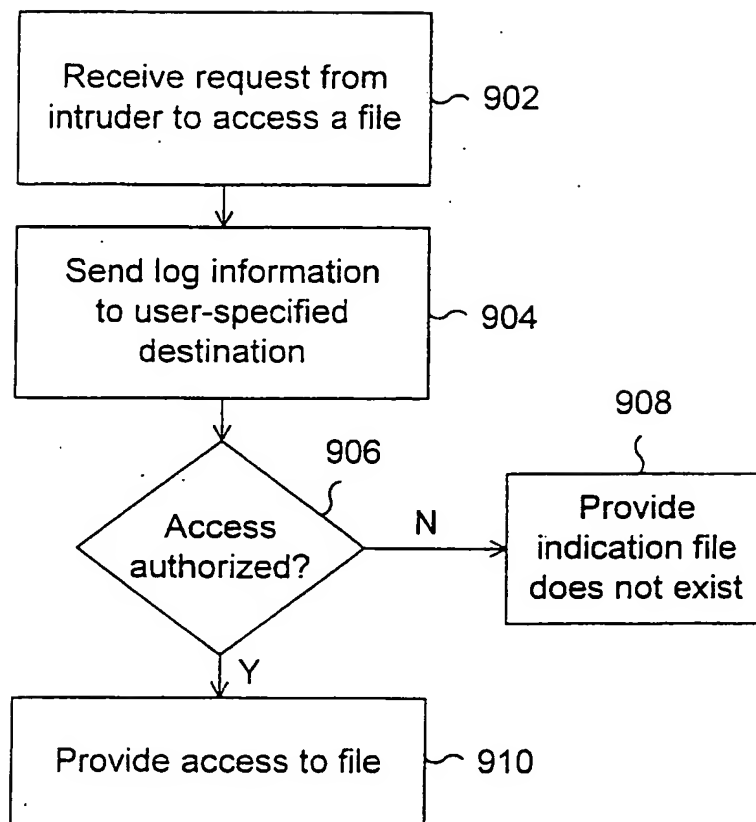 Receive request from
intruder to access a file
902
Send log information
to user-specified
destination
904
906
Access
authorized?
N
908
Provide
indication file
does not exist
Y
Provide access to file
910